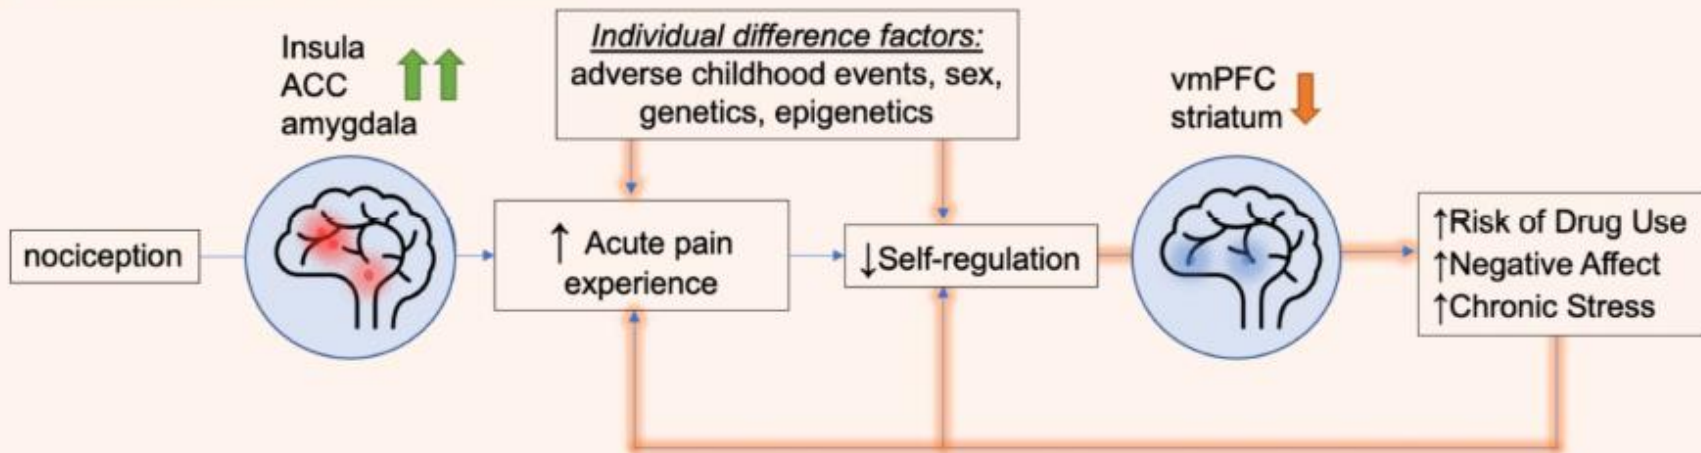 Insula
ACC
amygdala
Individual difference factors:
adverse childhood events, sex,
genetics, epigenetics
vmPFC
striatum
nociception
↑ Acute pain
experience
↓Self-regulation
↑Risk of Drug Use
↑Negative Affect
↑Chronic Stress